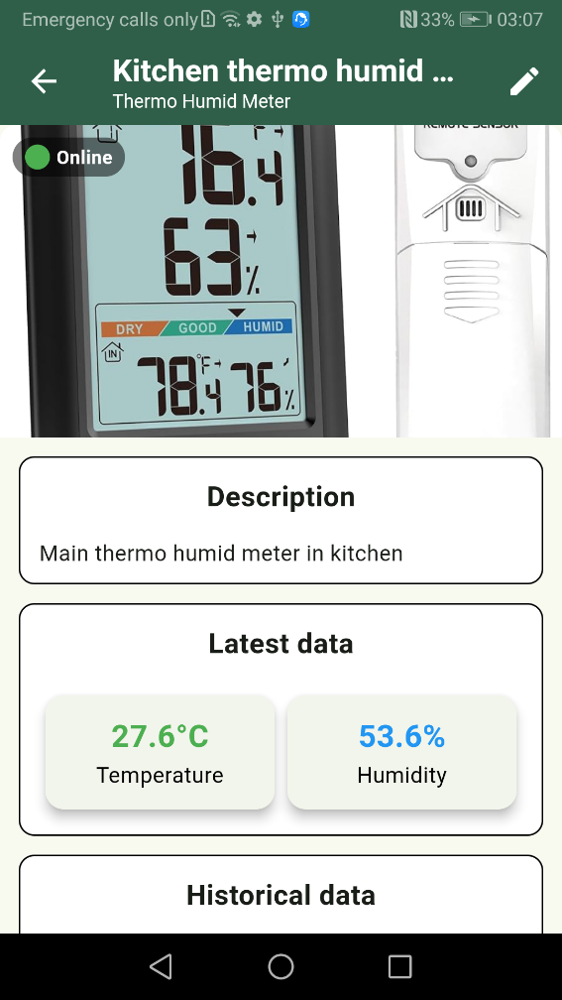 Emergency calls only
33%
03:07
Kitchen thermo humid ...
Thermo Humid Meter
Online
REMOTE SENSOR
°F
76.4
63%
DRY GOOD HUMID
IN
78.4°F 76%
Description
Main thermo humid meter in kitchen
Latest data
27.6°C
Temperature
53.6%
Humidity
Historical data